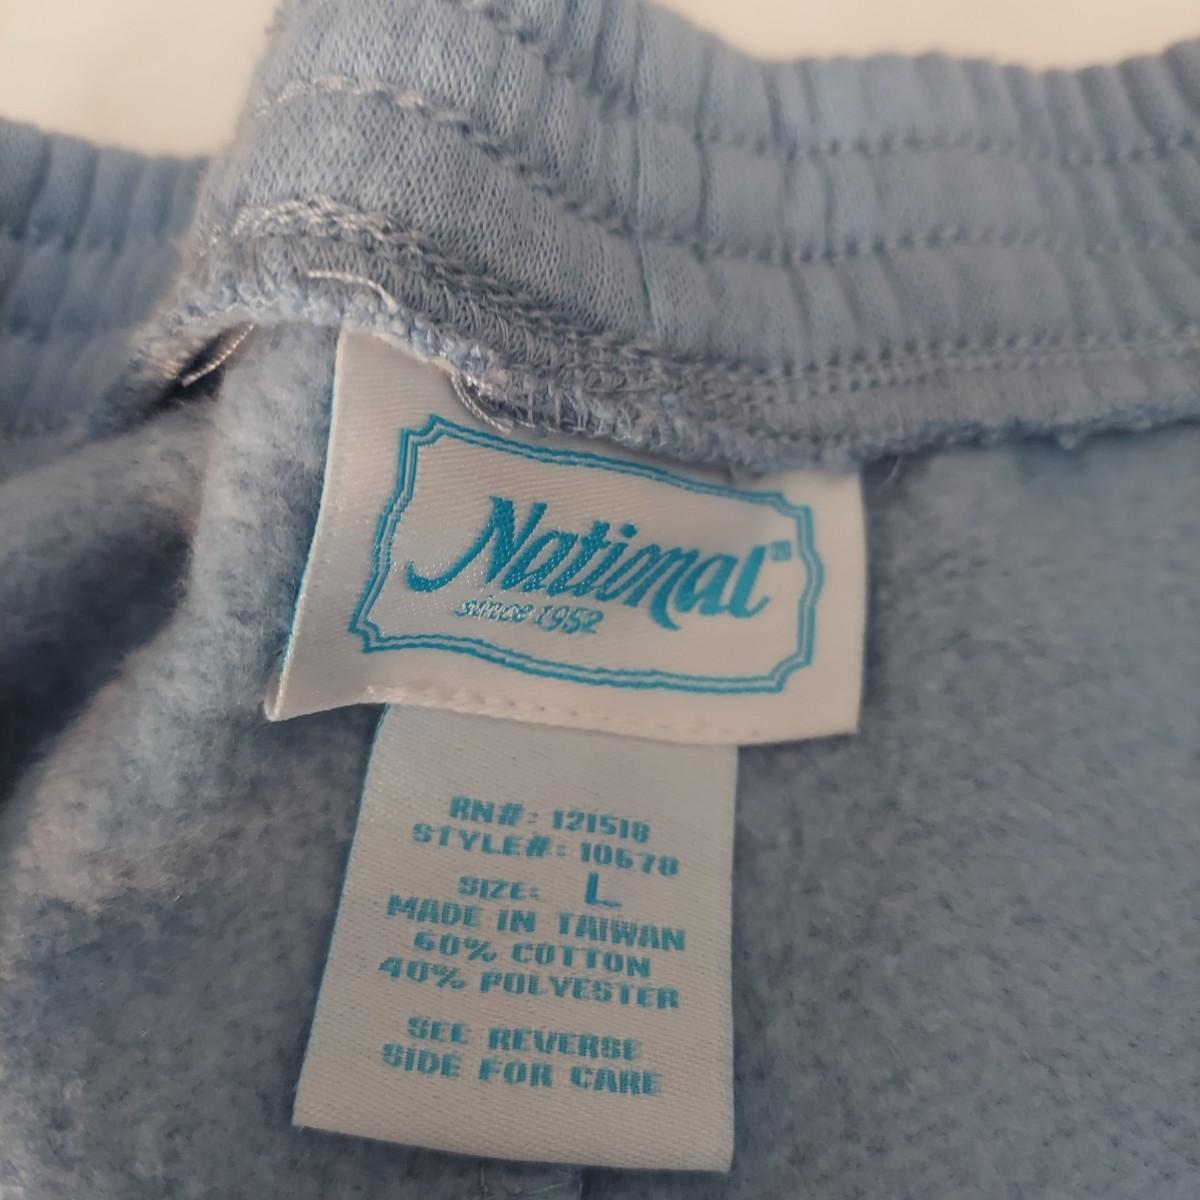 National™
since 1952
RN#: 121518
STYLE#: 10678
SIZE: L
MADE IN TAIWAN
60% COTTON
40% POLYESTER
SEE REVERSE
SIDE FOR CARE